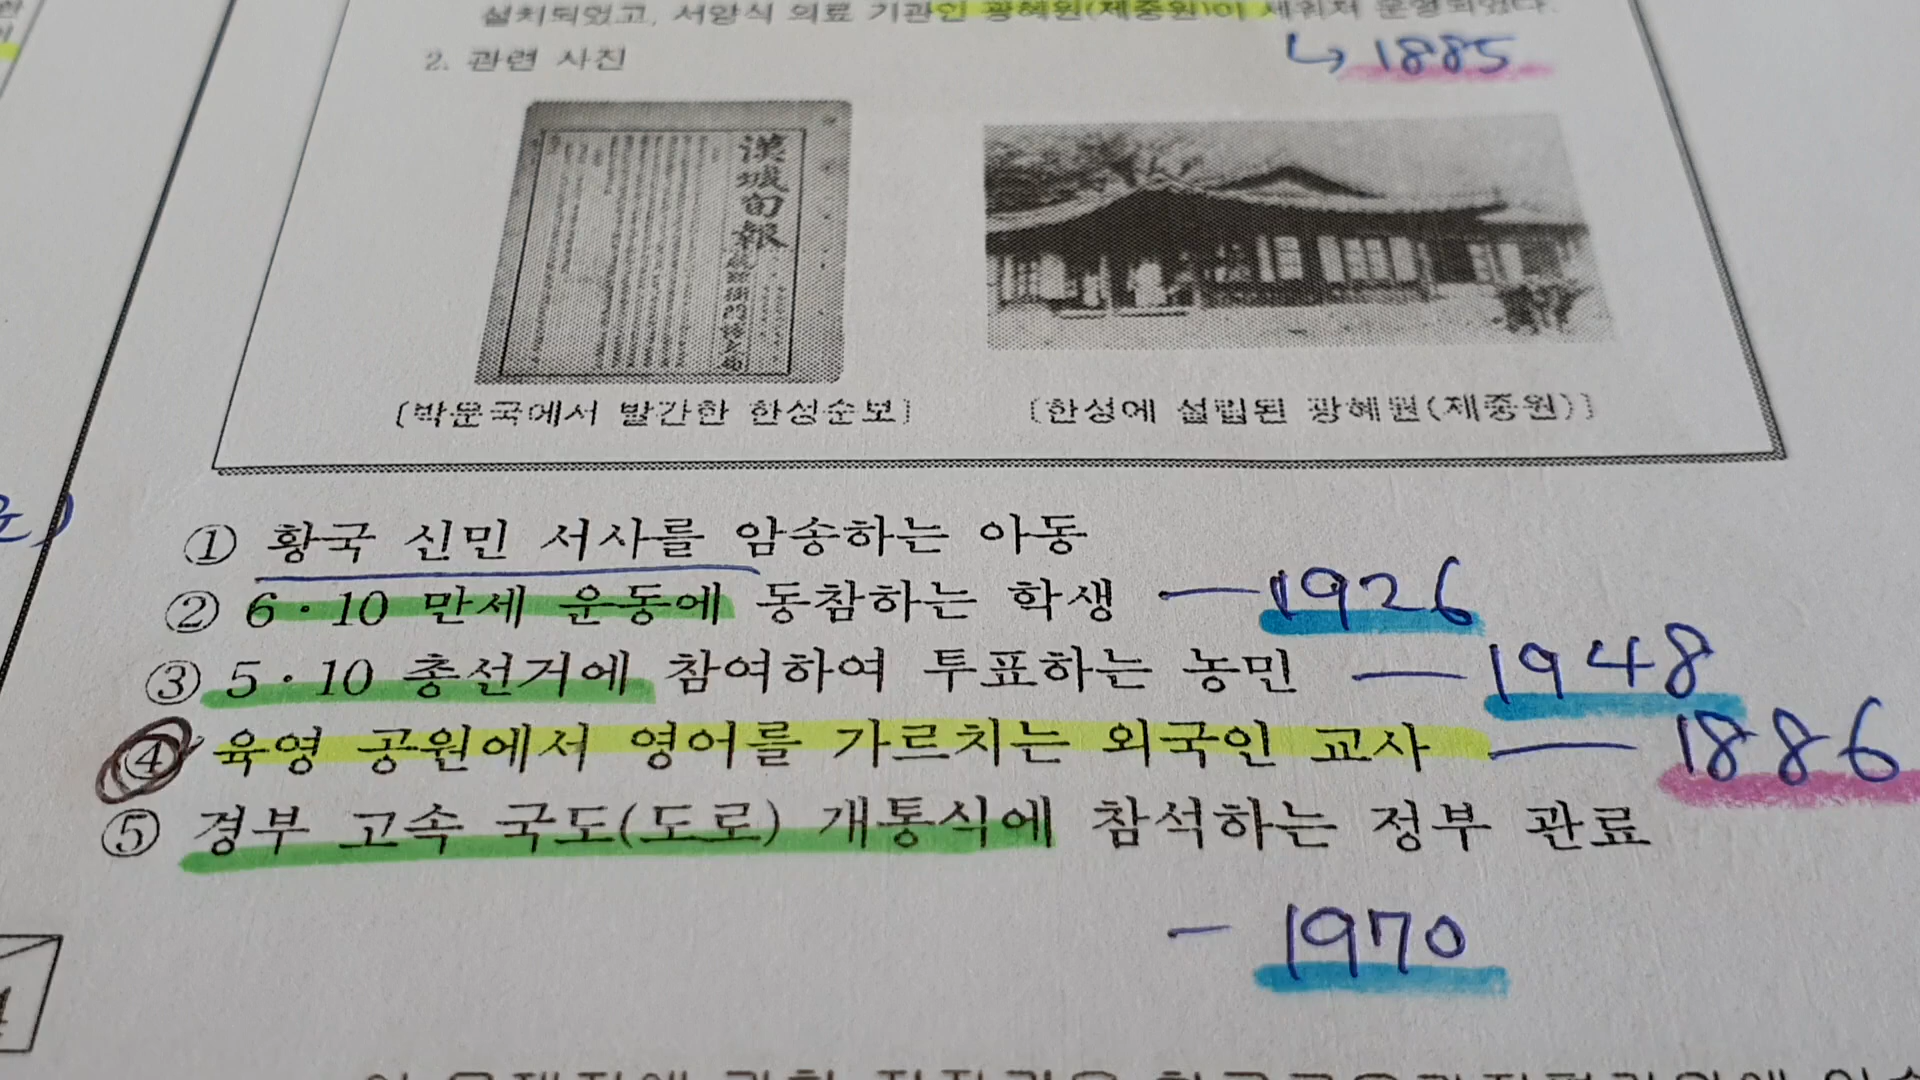 설치되었고, 서양식 의료 기관인 광혜원(제중원)이 세워져 운영되었다.
↳ 1885
2. 관련 사진
漢城旬報
[박문국에서 발간한 한성순보]
[한성에 설립된 광혜원(제중원)]
① 황국 신민 서사를 암송하는 아동
② 6·10 만세 운동에 동참하는 학생 — 1926
③ 5·10 총선거에 참여하여 투표하는 농민 — 1948
④ 육영 공원에서 영어를 가르치는 외국인 교사 — 1886
⑤ 경부 고속 국도(도로) 개통식에 참석하는 정부 관료
- 1970